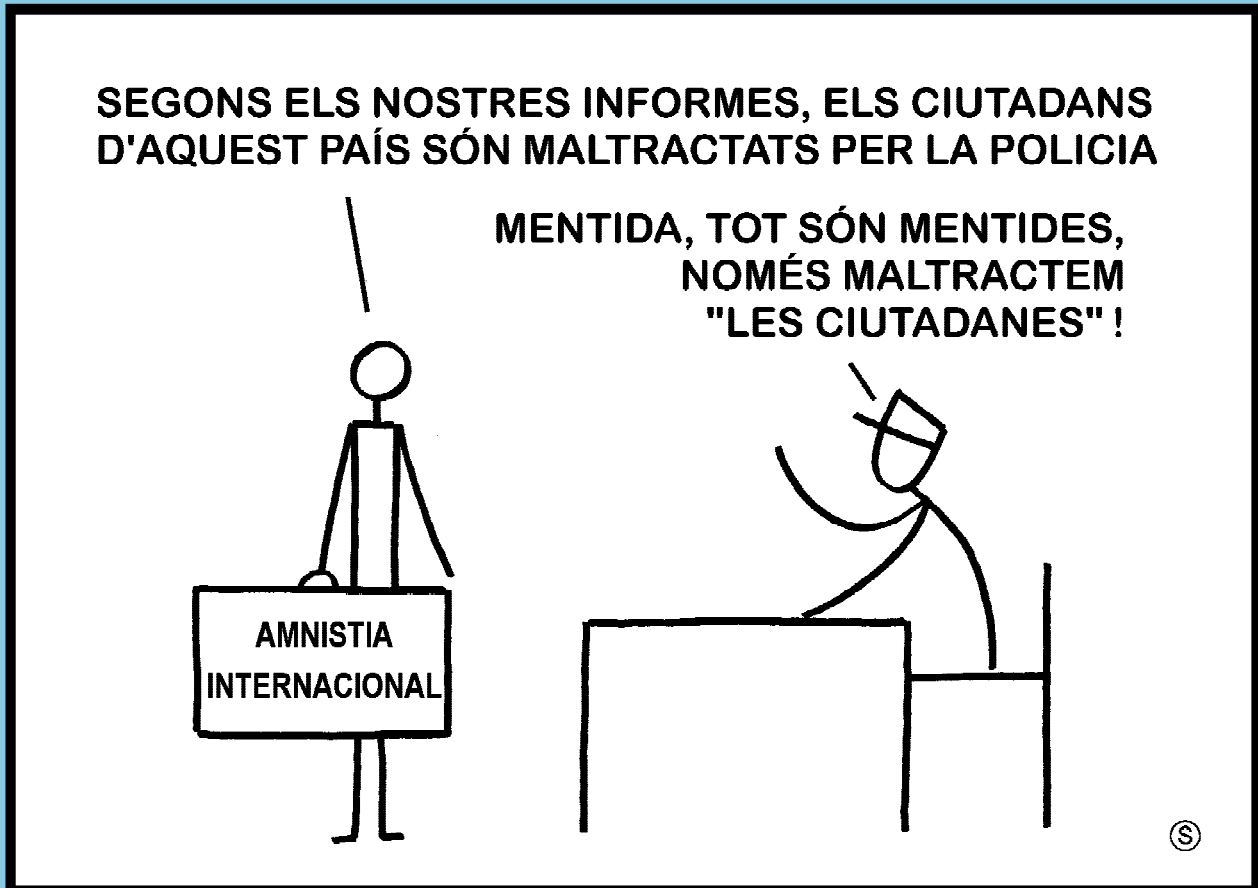 SEGONS ELS NOSTRES INFORMES, ELS CIUTADANS
D'AQUEST PAÍS SÓN MALTRACTATS PER LA POLICIA
MENTIDA, TOT SÓN MENTIDES,
NOMÉS MALTRACTEM
"LES CIUTADANES" !
AMNISTIA
INTERNACIONAL
Ⓢ